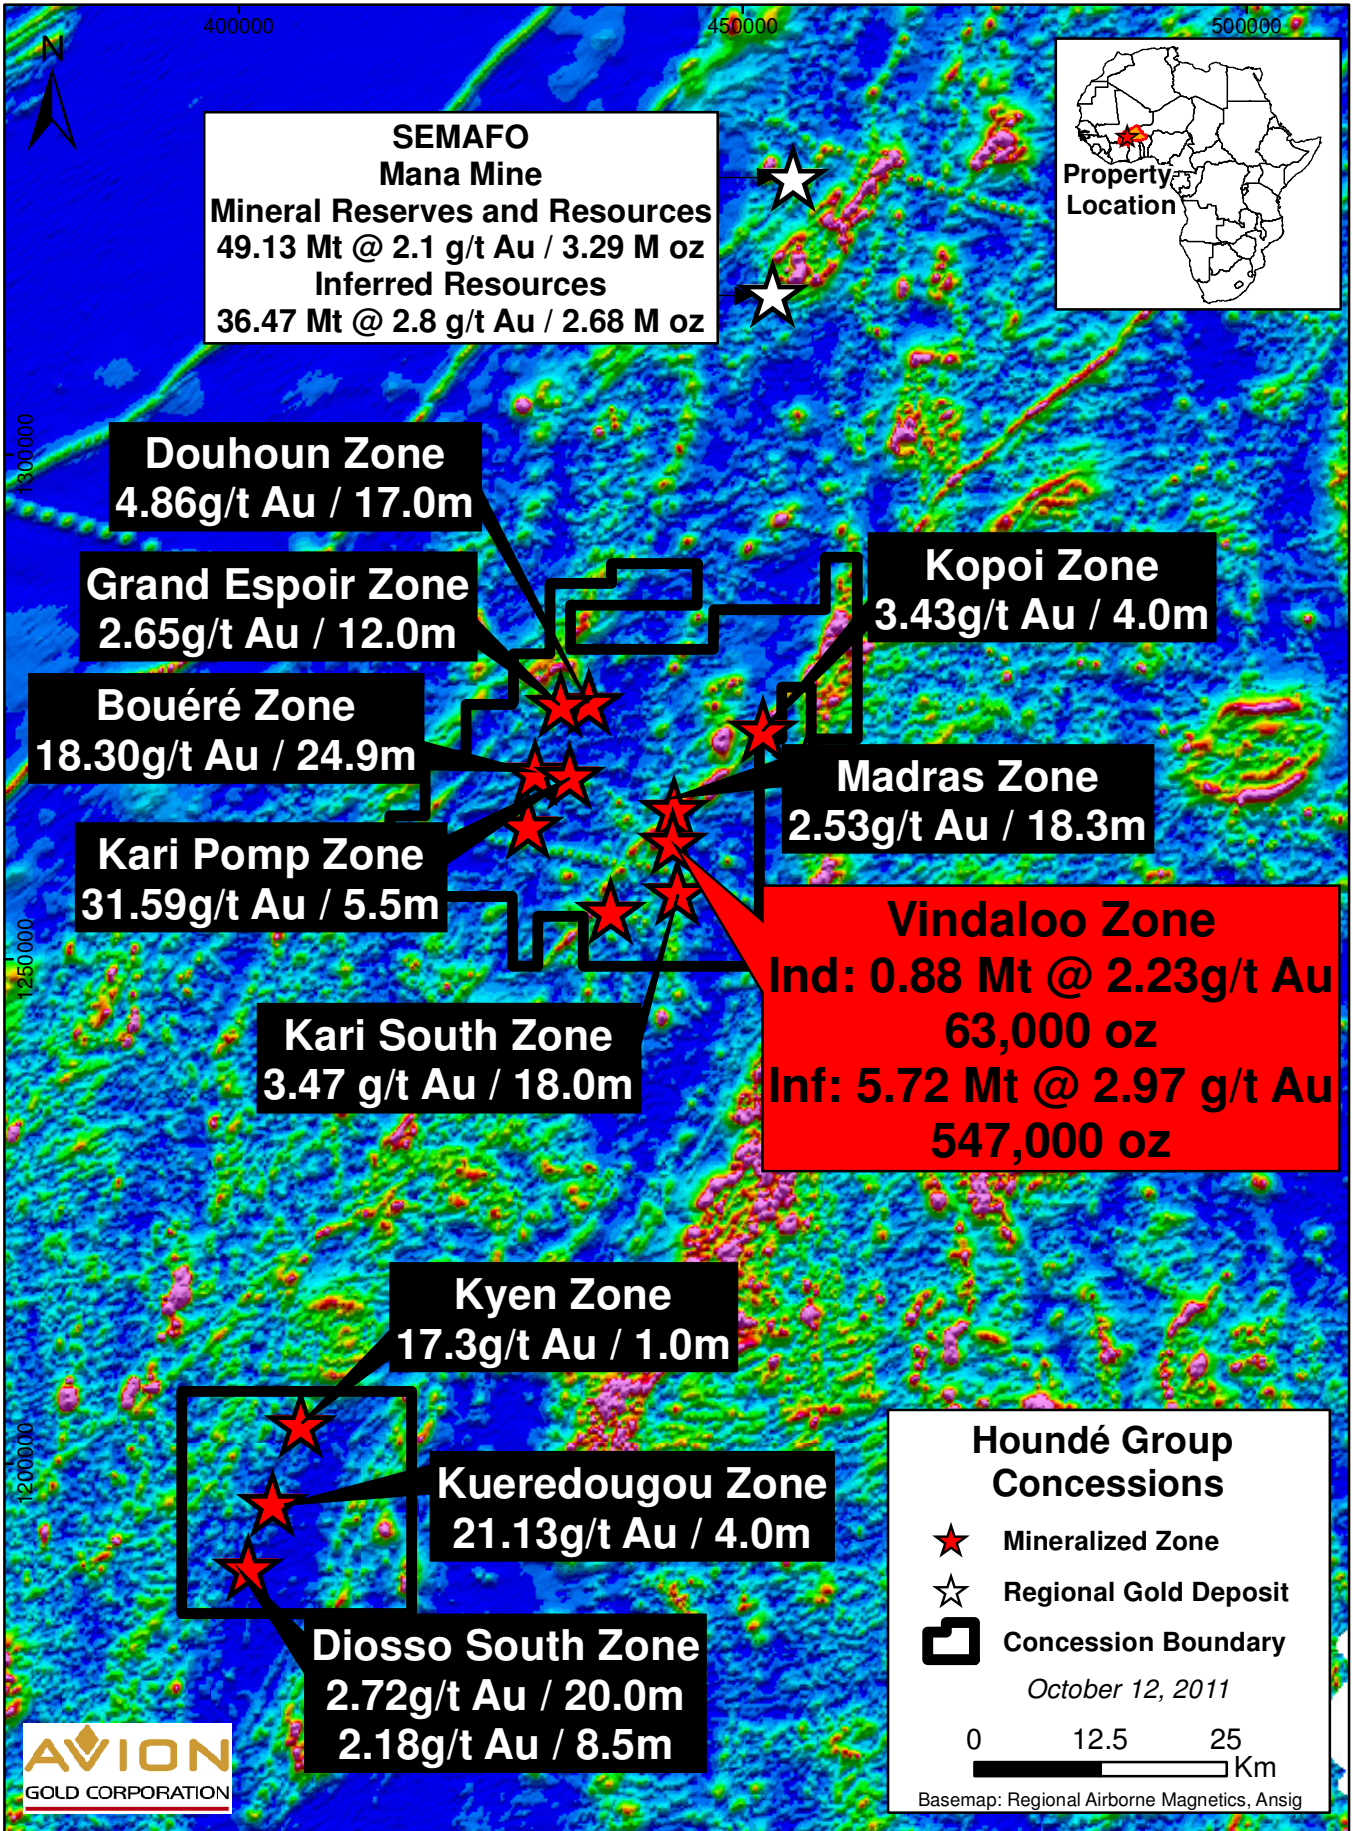 400000
450000
500000
N
SEMAFO
Mana Mine
Mineral Reserves and Resources
49.13 Mt @ 2.1 g/t Au / 3.29 M oz
Inferred Resources
36.47 Mt @ 2.8 g/t Au / 2.68 M oz
Property
Location
1300000
Douhoun Zone
4.86g/t Au / 17.0m
Grand Espoir Zone
2.65g/t Au / 12.0m
Kopoi Zone
3.43g/t Au / 4.0m
Bouéré Zone
18.30g/t Au / 24.9m
Madras Zone
2.53g/t Au / 18.3m
Kari Pomp Zone
31.59g/t Au / 5.5m
1250000
Vindaloo Zone
Ind: 0.88 Mt @ 2.23g/t Au
63,000 oz
Inf: 5.72 Mt @ 2.97 g/t Au
547,000 oz
Kari South Zone
3.47 g/t Au / 18.0m
Kyen Zone
17.3g/t Au / 1.0m
1200000
Kueredougou Zone
21.13g/t Au / 4.0m
Diosso South Zone
2.72g/t Au / 20.0m
2.18g/t Au / 8.5m
Houndé Group
Concessions
Mineralized Zone
Regional Gold Deposit
Concession Boundary
October 12, 2011
0 12.5 25
Km
Basemap: Regional Airborne Magnetics, Ansig
AVION
GOLD CORPORATION